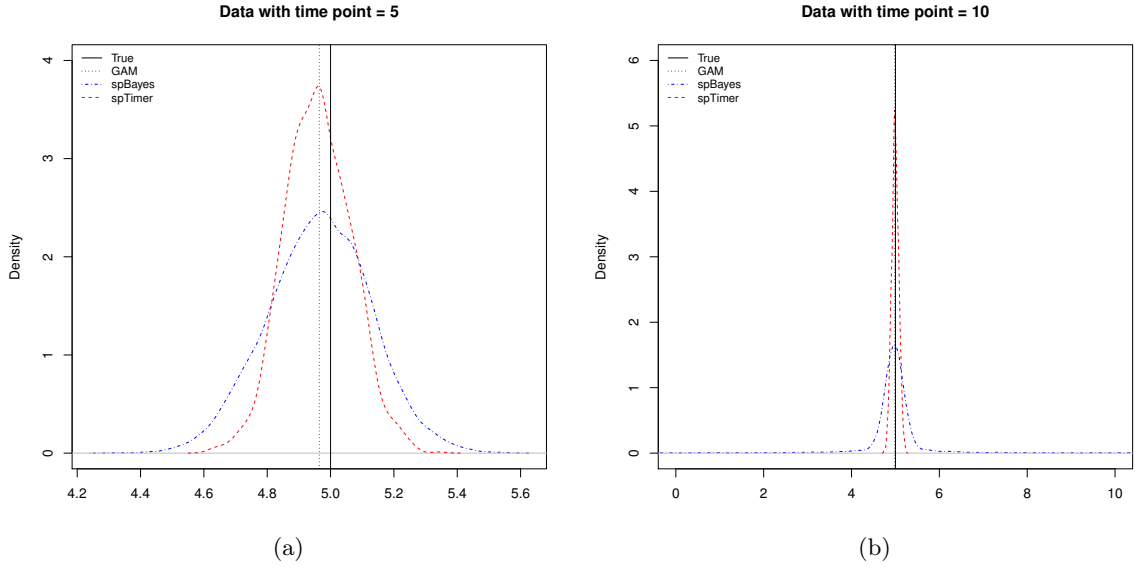 Data with time point = 5
True
GAM
spBayes
spTimer
Density
4
3
2
1
0
4.2 4.4 4.6 4.8 5.0 5.2 5.4 5.6
(a)
Data with time point = 10
True
GAM
spBayes
spTimer
Density
6
5
4
3
2
1
0
0 2 4 6 8 10
(b)